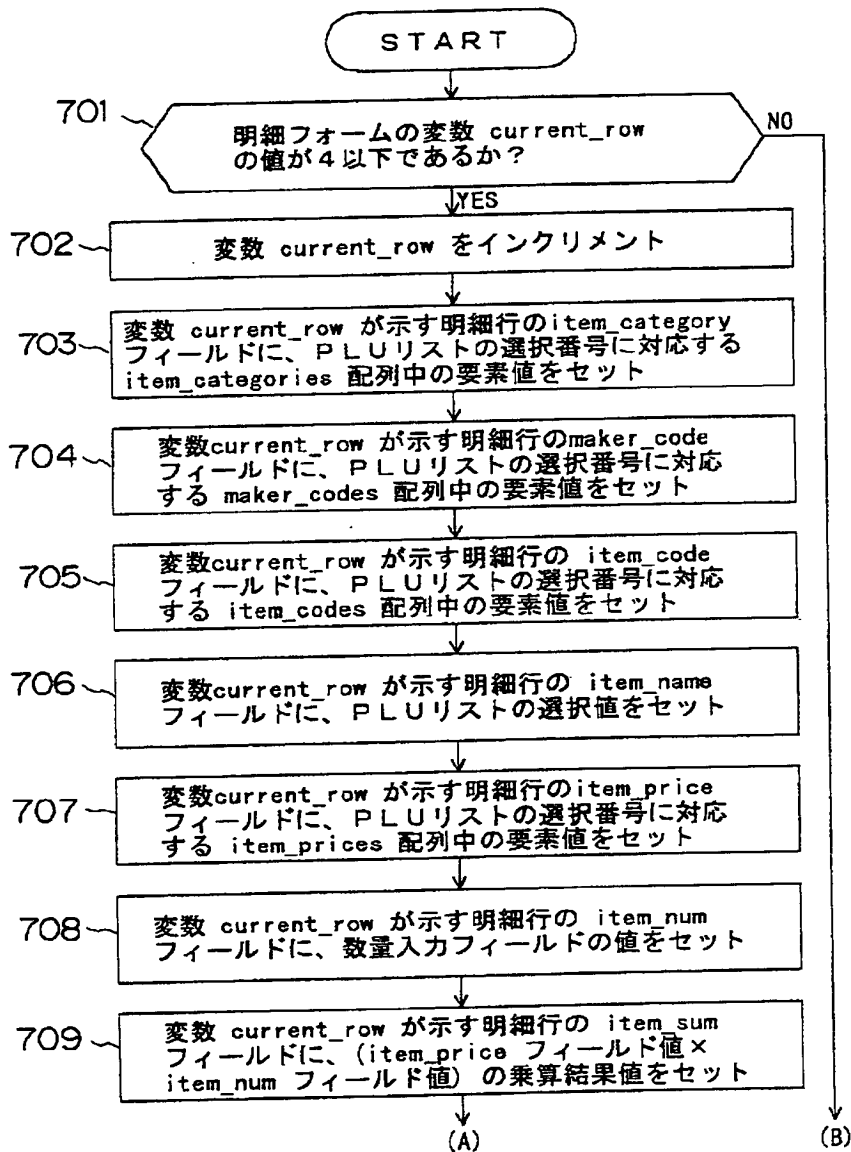 START
701
明細フォームの変数 current_row
の値が4以下であるか?
NO
YES
702
変数 current_row をインクリメント
703
変数 current_row が示す明細行のitem_category
フィールドに、PLUリストの選択番号に対応する
item_categories 配列中の要素値をセット
704
変数current_row が示す明細行のmaker_code
フィールドに、PLUリストの選択番号に対応
する maker_codes 配列中の要素値をセット
705
変数current_row が示す明細行の item_code
フィールドに、PLUリストの選択番号に対応
する item_codes 配列中の要素値をセット
706
変数current_row が示す明細行の item_name
フィールドに、PLUリストの選択値をセット
707
変数current_row が示す明細行のitem_price
フィールドに、PLUリストの選択番号に対応
する item_prices 配列中の要素値をセット
708
変数 current_row が示す明細行の item_num
フィールドに、数量入力フィールドの値をセット
709
変数 current_row が示す明細行の item_sum
フィールドに、(item_price フィールド値×
item_num フィールド値) の乗算結果値をセット
(A)
(B)